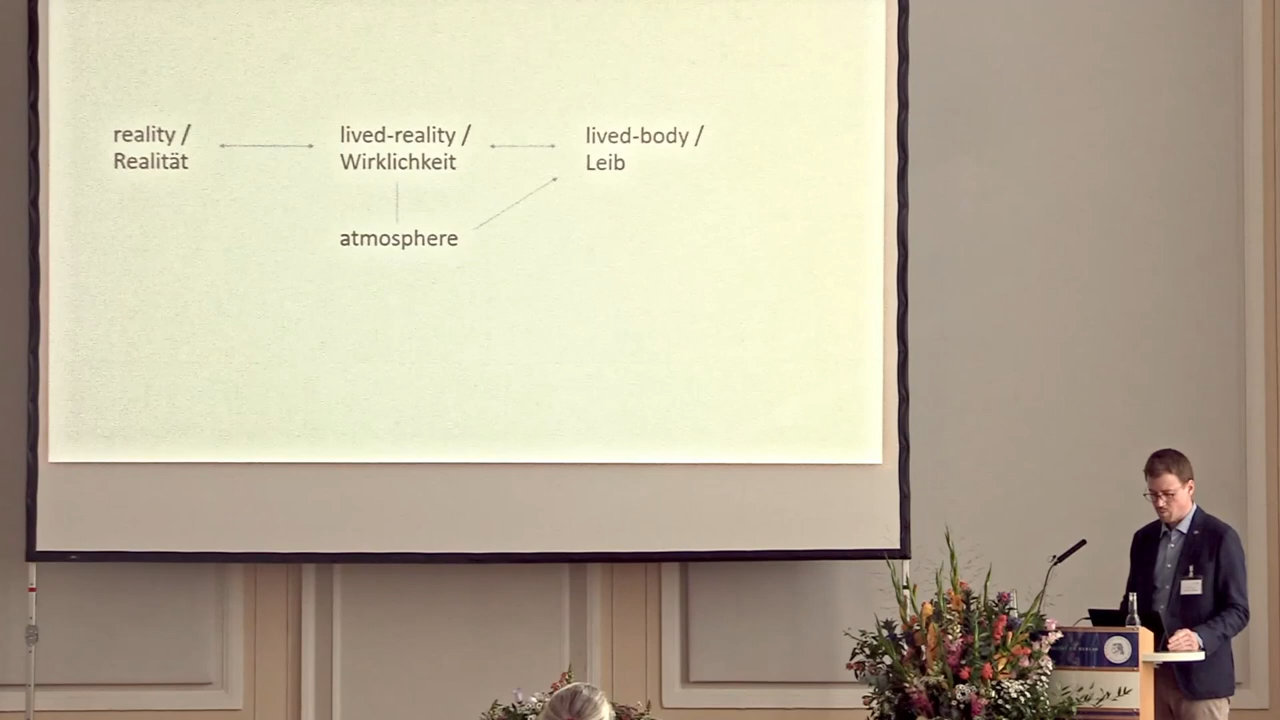 reality /
Realität
lived-reality /
Wirklichkeit
lived-body /
Leib
atmosphere